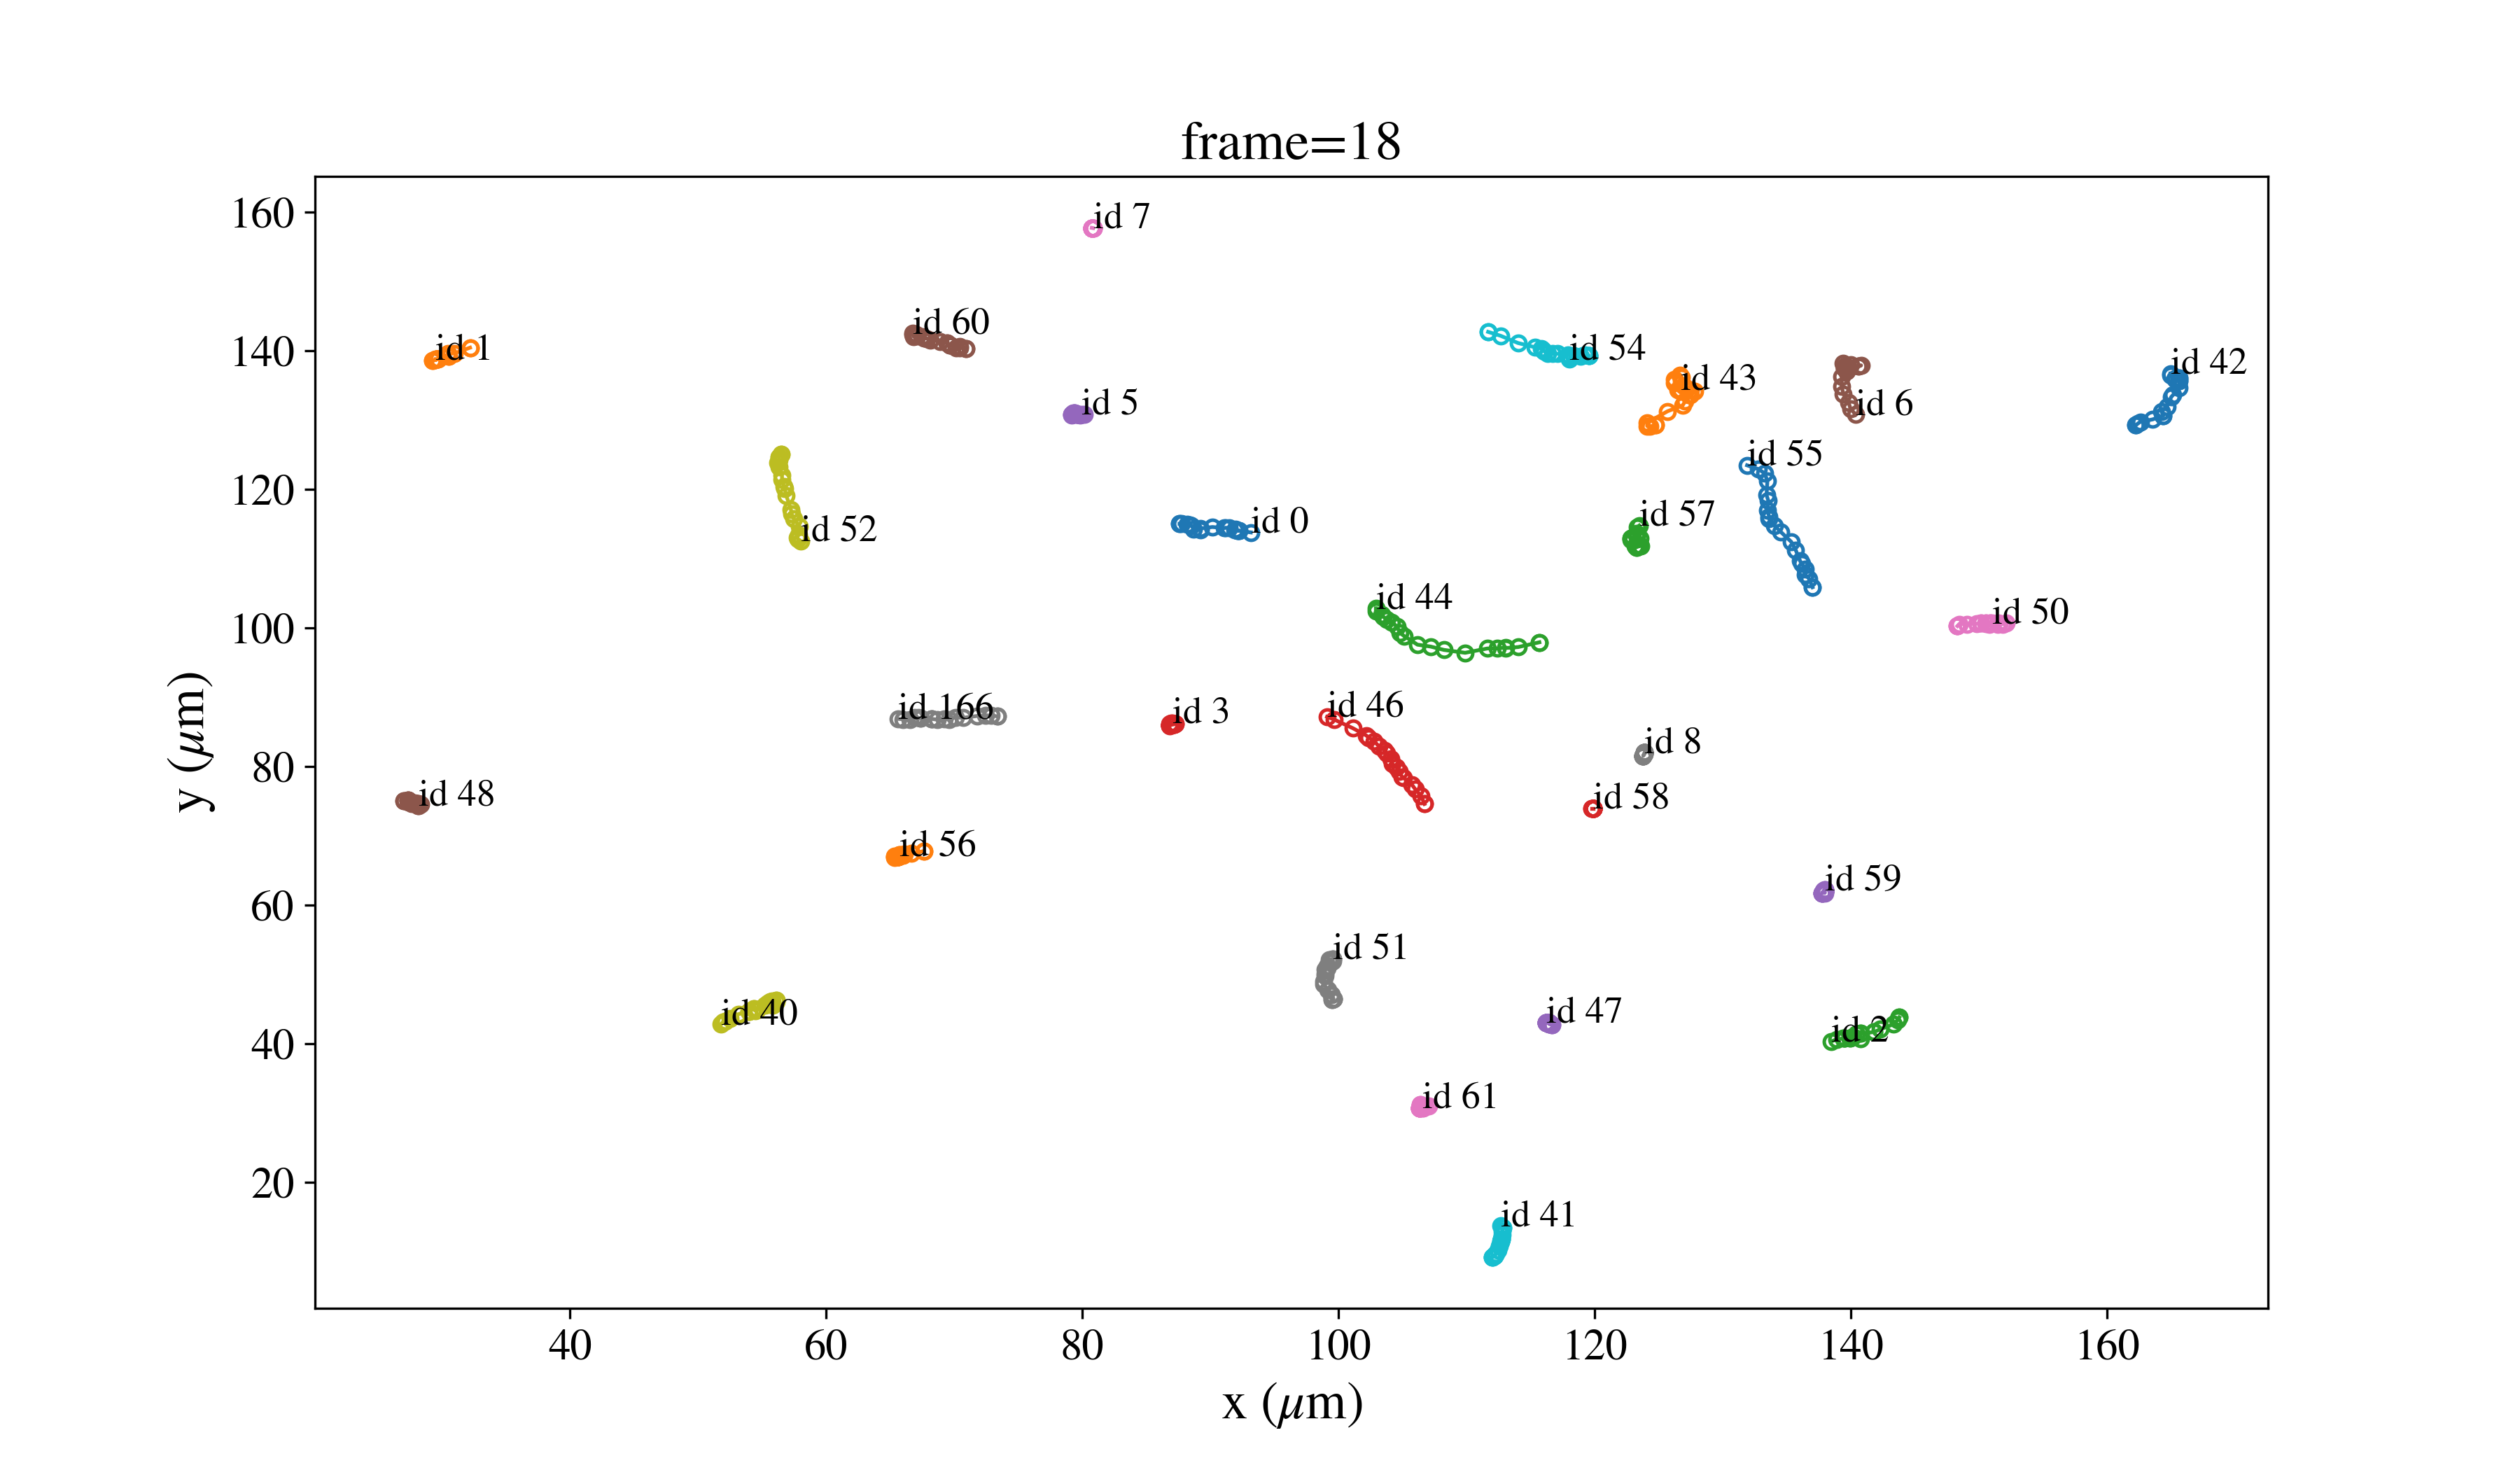 frame=18
160
id 7
id 60
140
id 1
id 54
id 43
id 42
id 5
id 6
id 55
120
id 52
id 0
id 57
id 44
100
id 50
id 166
id 3
id 46
y (μm)
80
id 8
id 48
id 58
id 56
60
id 59
id 51
40
id 40
id 47
id 2
id 61
20
id 41
40
60
80
100
120
140
160
x (μm)